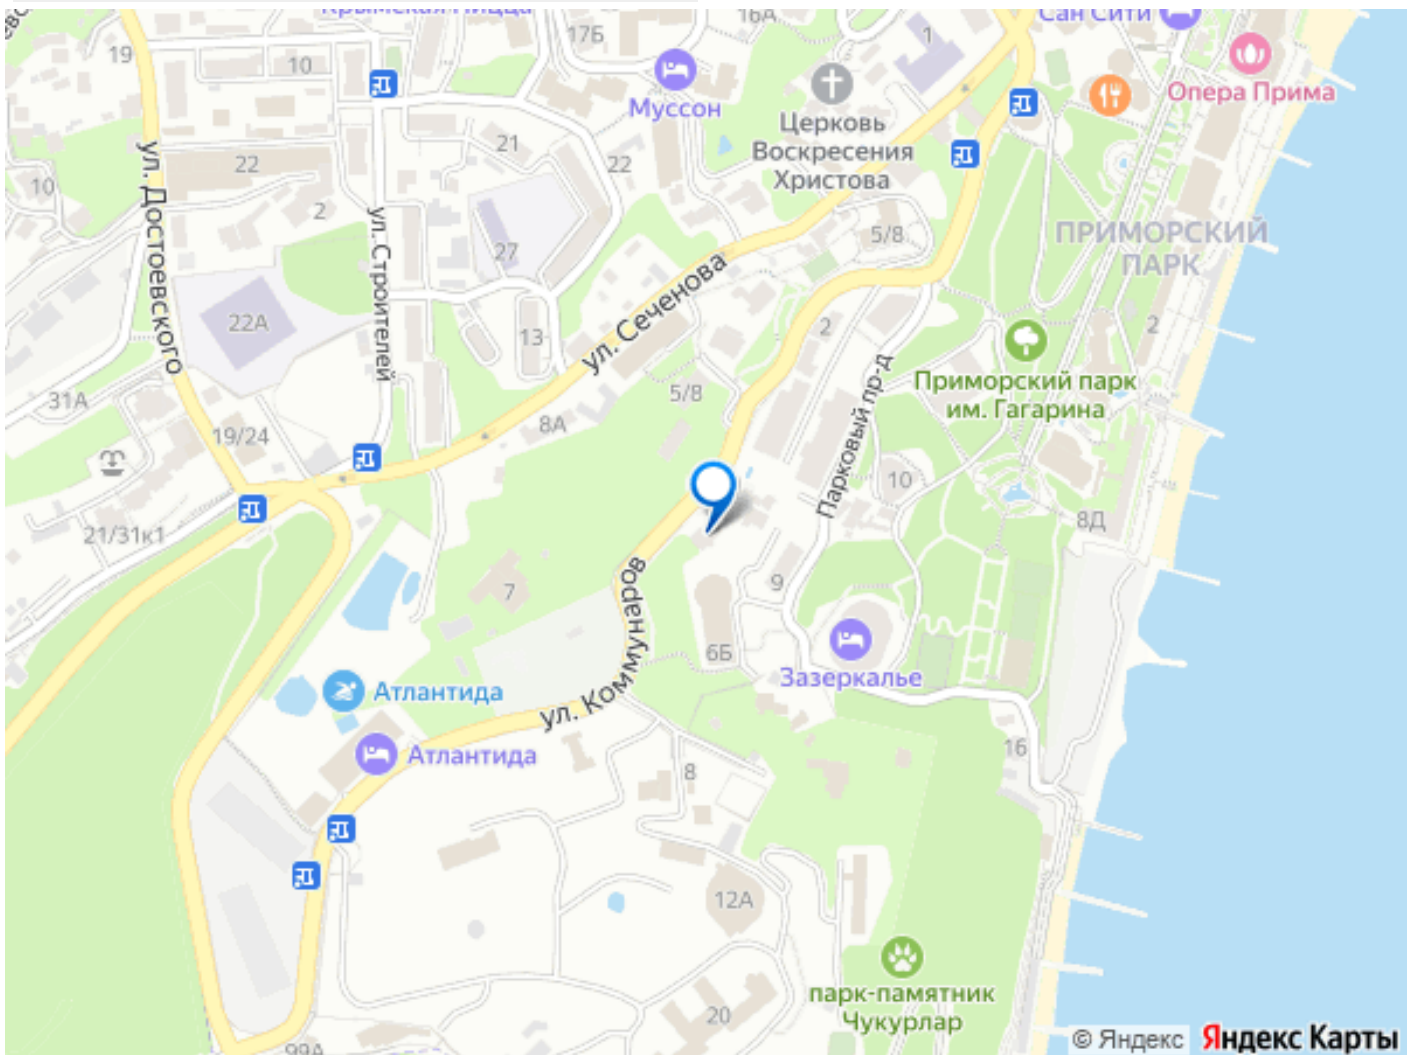 Крымская Ницца
16А
Сан Сити
17Б
1
19
10
Муссон
Опера Прима
Церковь
Воскресения
Христова
21
22
22
10
2
ул. Достоевского
ул. Строителей
27
5/8
ПРИМОРСКИЙ
ПАРК
ул. Сеченова
22А
13
2
2
Приморский парк
им. Гагарина
31А
5/8
8А
19/24
Парковый пр-д
10
8Д
21/31к1
7
9
ул. Коммунаров
6Б
Зазеркалье
Атлантида
Атлантида
16
8
12А
парк-памятник
Чукурлар
20
99А
© Яндекс Яндекс Карты